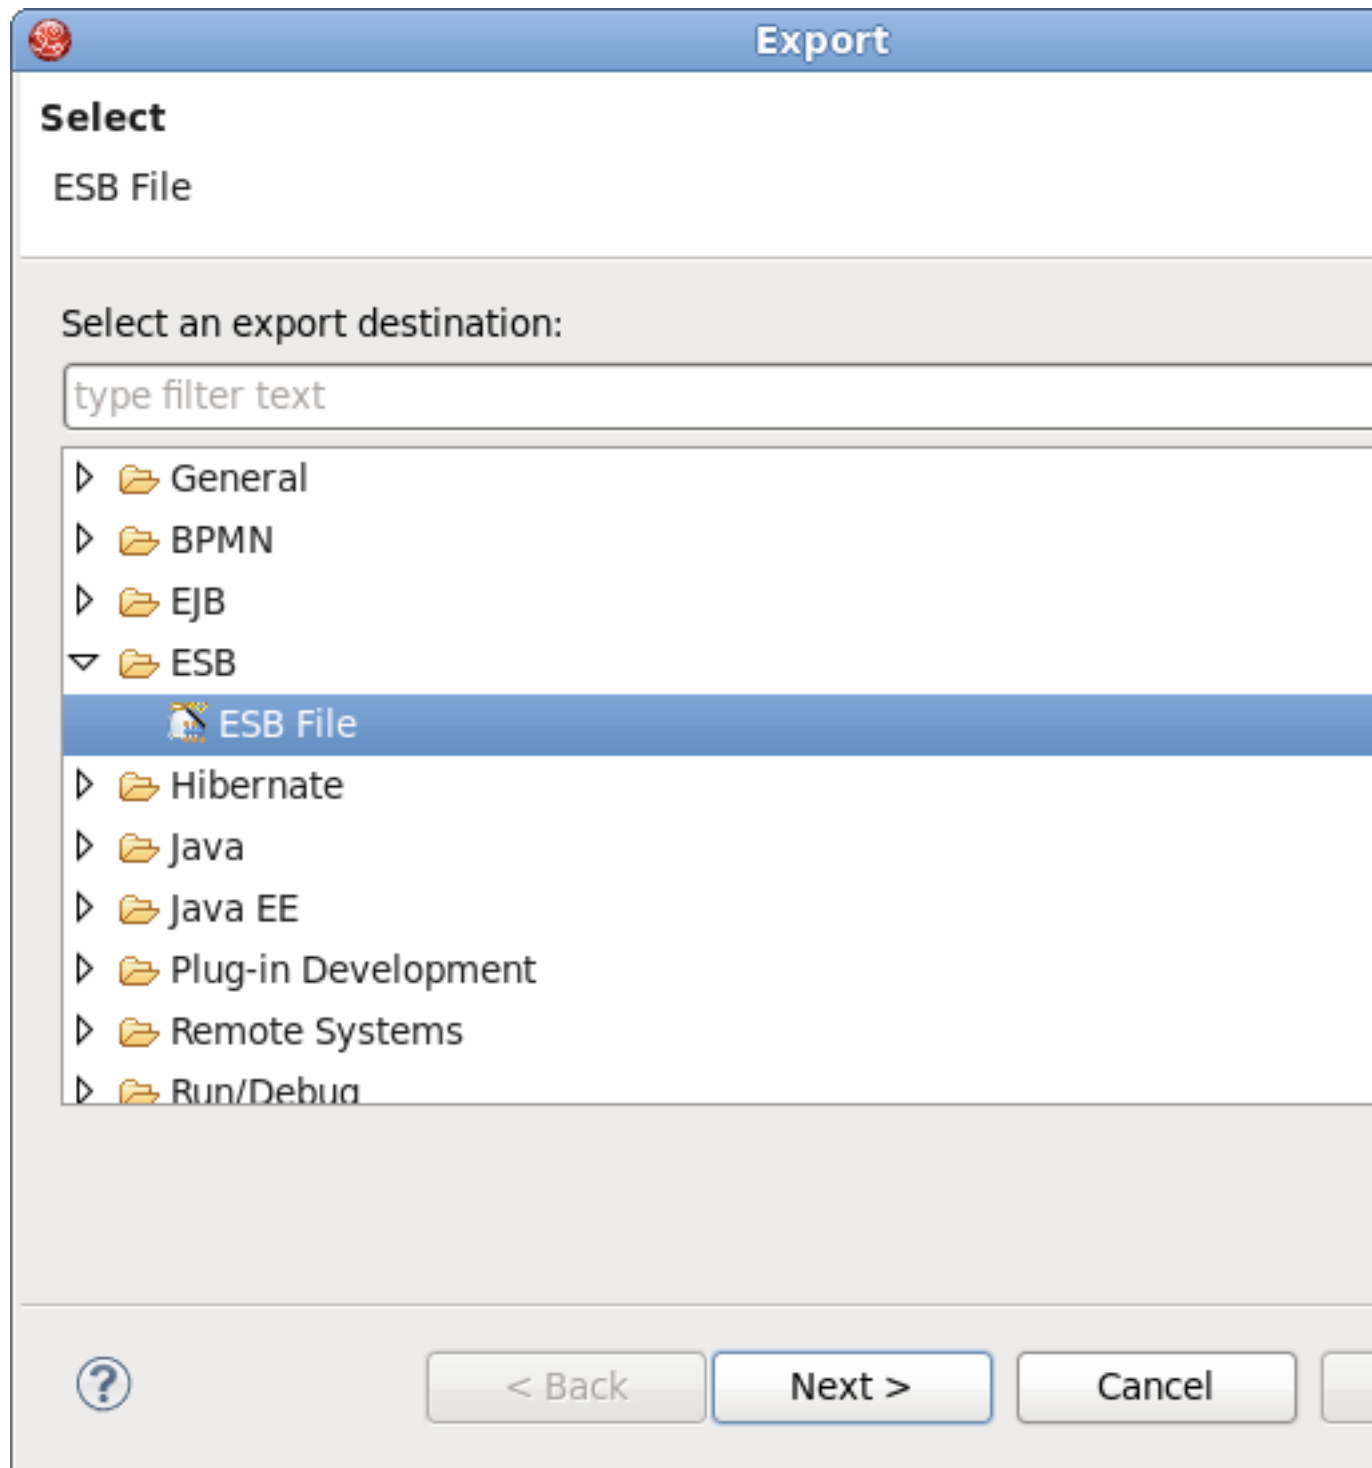 Export
Select
ESB File
Select an export destination:
type filter text
General
BPMN
EJB
ESB
ESB File
Hibernate
Java
Java EE
Plug-in Development
Remote Systems
Run/Debug
?
< Back
Next >
Cancel